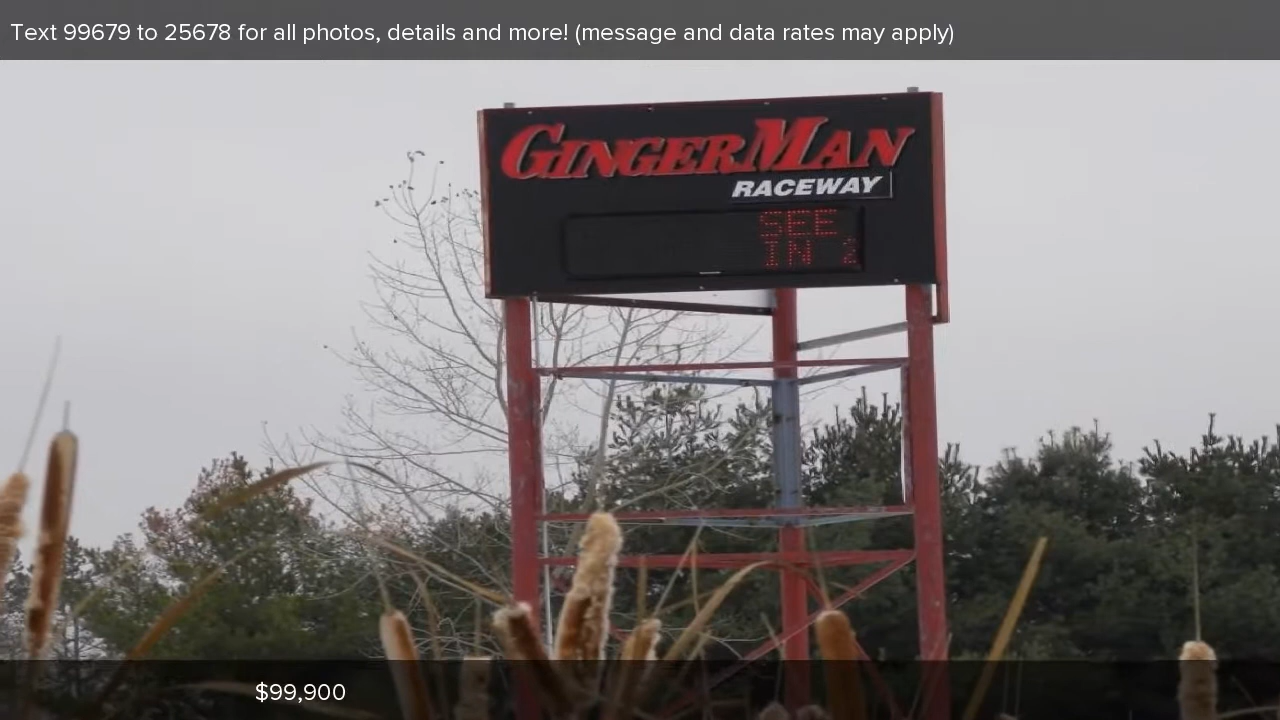 Text 99679 to 25678 for all photos, details and more! (message and data rates may apply)
GINGERMAN
RACEWAY
SEE
IN
$99,900